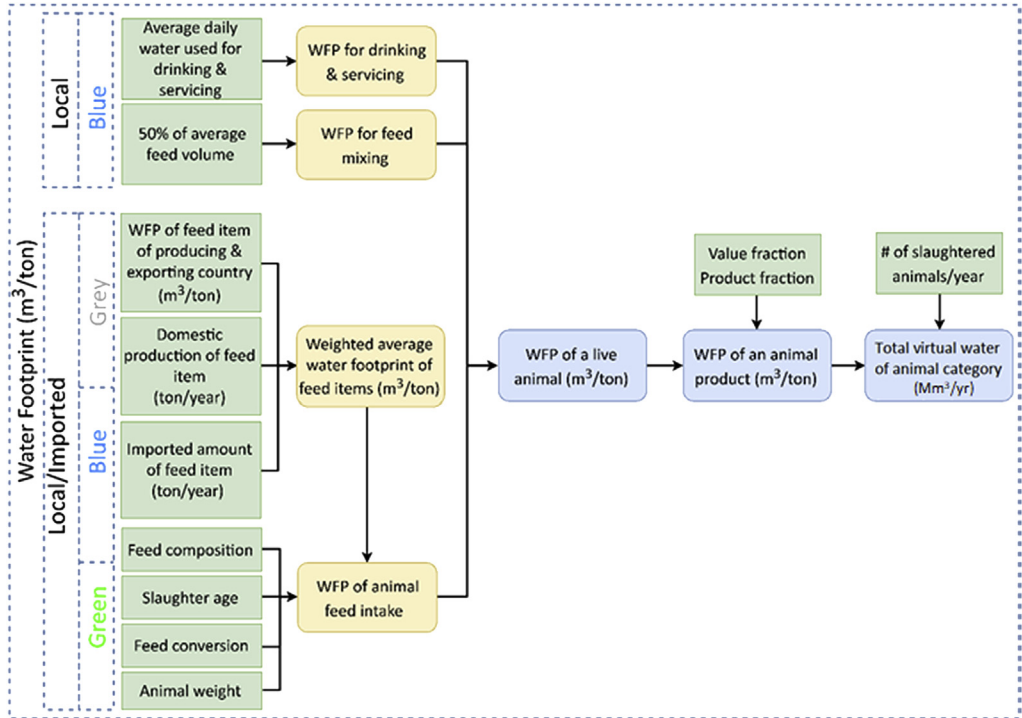 Water Footprint (m³/ton)
Local
Blue
Average daily
water used for
drinking &
servicing
WFP for drinking
& servicing
50% of average
feed volume
WFP for feed
mixing
Local/Imported
Grey
Blue
Green
WFP of feed item
of producing &
exporting country
(m³/ton)
Domestic
production of feed
item
(ton/year)
Imported amount
of feed item
(ton/year)
Weighted average
water footprint of
feed items (m³/ton)
Feed composition
Slaughter age
Feed conversion
Animal weight
WFP of animal
feed intake
WFP of a live
animal (m³/ton)
Value fraction
Product fraction
WFP of an animal
product (m³/ton)
# of slaughtered
animals/year
Total virtual water
of animal category
(Mm³/yr)